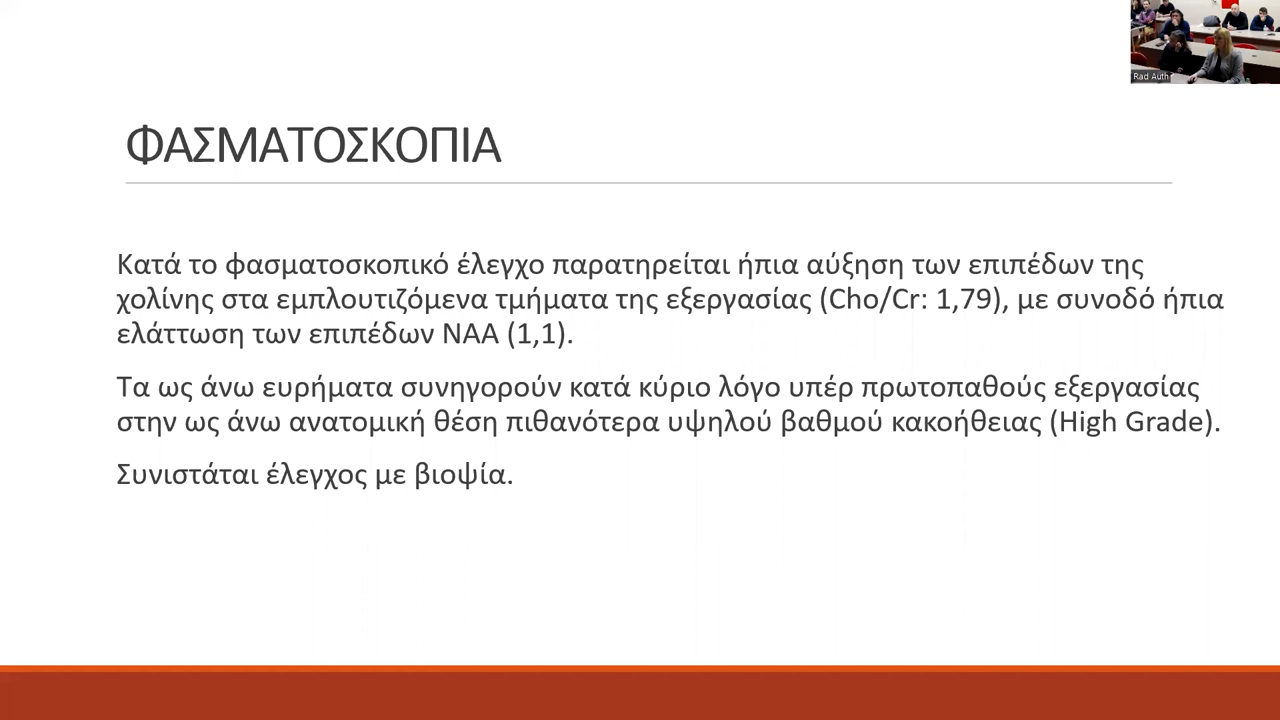 Rad Auth
ΦΑΣΜΑΤΟΣΚΟΠΙΑ
Κατά το φασματοσκοπικό έλεγχο παρατηρείται ήπια αύξηση των επιπέδων της
χολίνης στα εμπλουτιζόμενα τμήματα της εξεργασίας (Cho/Cr: 1,79), με συνοδό ήπια
ελάττωση των επιπέδων NAA (1,1).
Τα ως άνω ευρήματα συνηγορούν κατά κύριο λόγο υπέρ πρωτοπαθούς εξεργασίας
στην ως άνω ανατομική θέση πιθανότερα υψηλού βαθμού κακοήθειας (High Grade).
Συνιστάται έλεγχος με βιοψία.